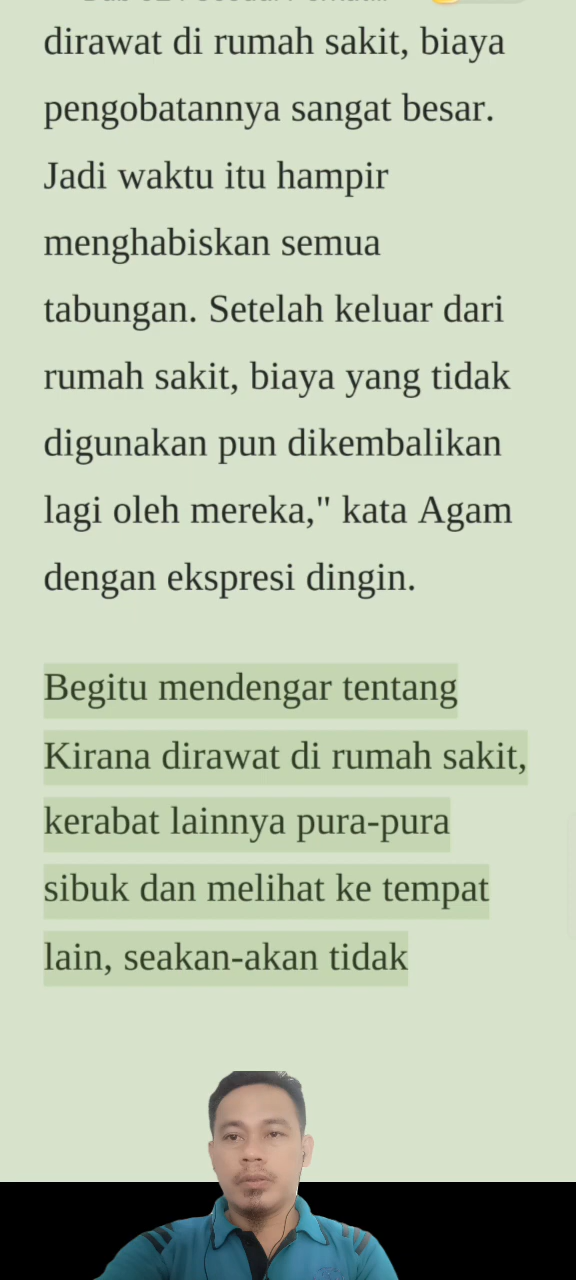 dirawat di rumah sakit, biaya
pengobatannya sangat besar.
Jadi waktu itu hampir
menghabiskan semua
tabungan. Setelah keluar dari
rumah sakit, biaya yang tidak
digunakan pun dikembalikan
lagi oleh mereka," kata Agam
dengan ekspresi dingin.
Begitu mendengar tentang
Kirana dirawat di rumah sakit,
kerabat lainnya pura-pura
sibuk dan melihat ke tempat
lain, seakan-akan tidak